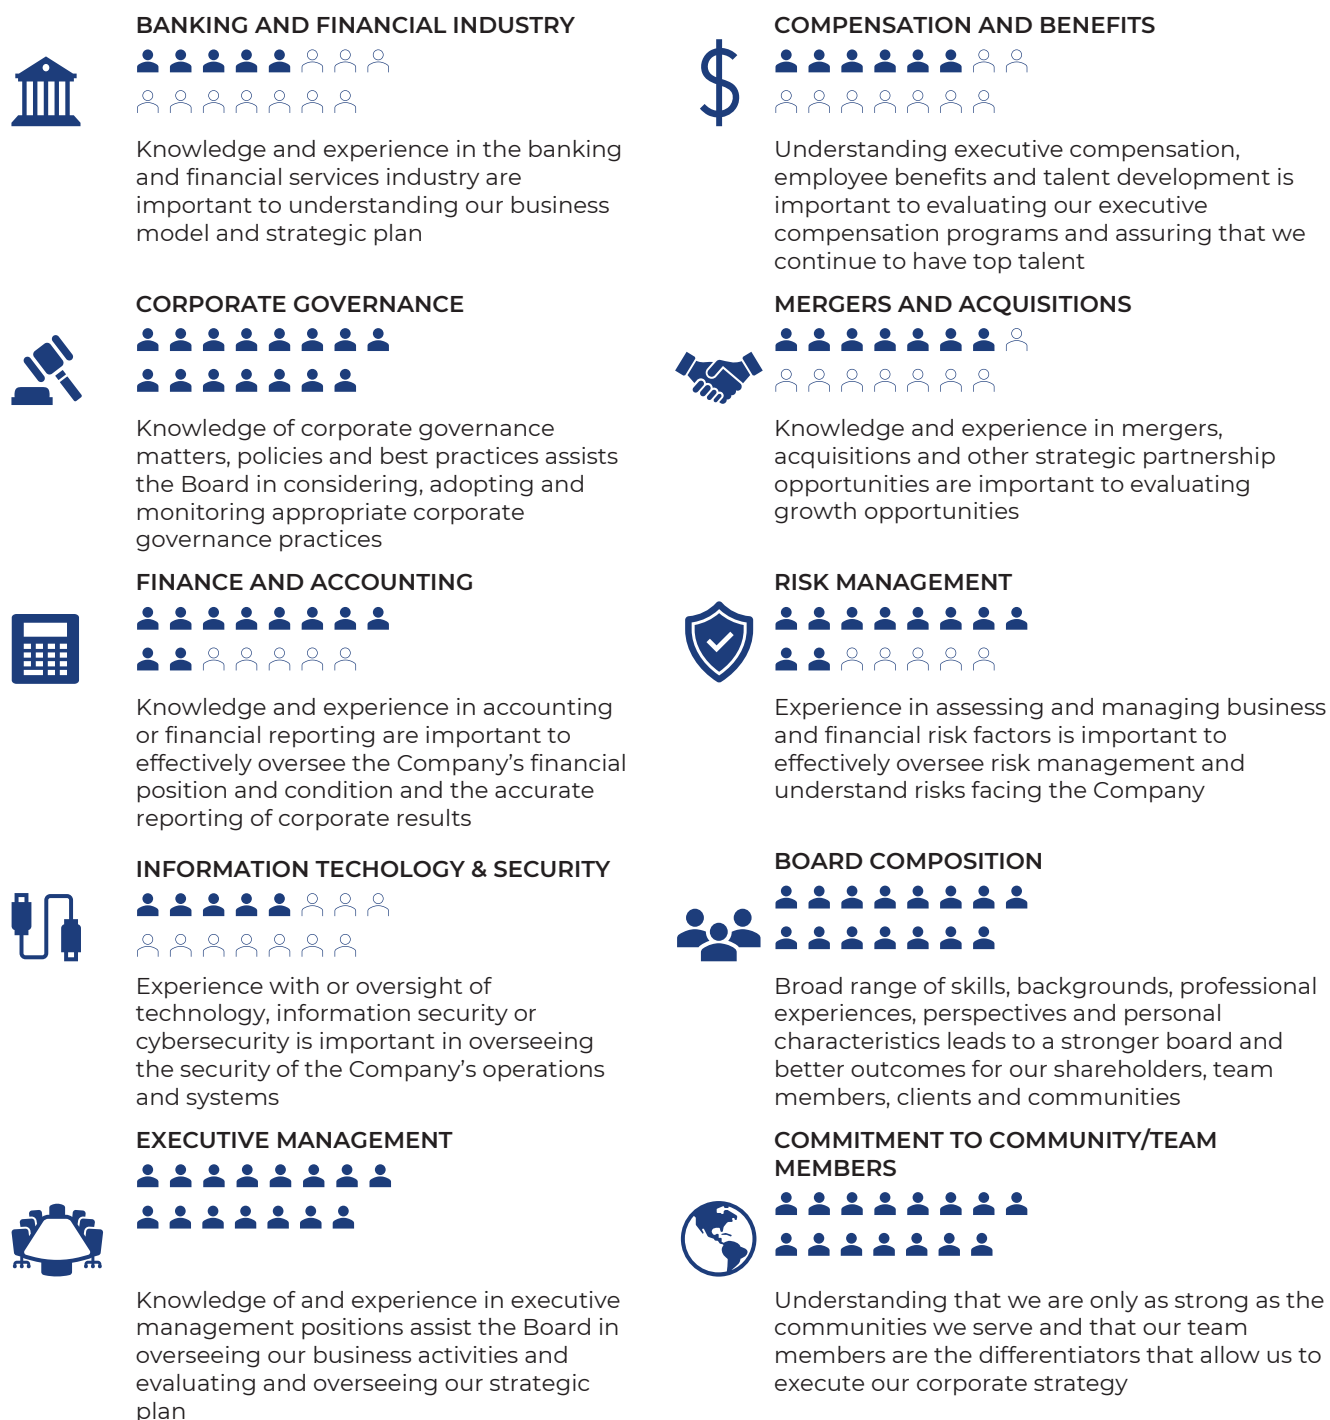 BANKING AND FINANCIAL INDUSTRY
Knowledge and experience in the banking
and financial services industry are
important to understanding our business
model and strategic plan
COMPENSATION AND BENEFITS
Understanding executive compensation,
employee benefits and talent development is
important to evaluating our executive
compensation programs and assuring that we
continue to have top talent
CORPORATE GOVERNANCE
Knowledge of corporate governance
matters, policies and best practices assists
the Board in considering, adopting and
monitoring appropriate corporate
governance practices
MERGERS AND ACQUISITIONS
Knowledge and experience in mergers,
acquisitions and other strategic partnership
opportunities are important to evaluating
growth opportunities
FINANCE AND ACCOUNTING
Knowledge and experience in accounting
or financial reporting are important to
effectively oversee the Company’s financial
position and condition and the accurate
reporting of corporate results
RISK MANAGEMENT
Experience in assessing and managing business
and financial risk factors is important to
effectively oversee risk management and
understand risks facing the Company
INFORMATION TECHOLOGY & SECURITY
Experience with or oversight of
technology, information security or
cybersecurity is important in overseeing
the security of the Company’s operations
and systems
BOARD COMPOSITION
Broad range of skills, backgrounds, professional
experiences, perspectives and personal
characteristics leads to a stronger board and
better outcomes for our shareholders, team
members, clients and communities
EXECUTIVE MANAGEMENT
Knowledge of and experience in executive
management positions assist the Board in
overseeing our business activities and
evaluating and overseeing our strategic
plan
COMMITMENT TO COMMUNITY/TEAM
MEMBERS
Understanding that we are only as strong as the
communities we serve and that our team
members are the differentiators that allow us to
execute our corporate strategy